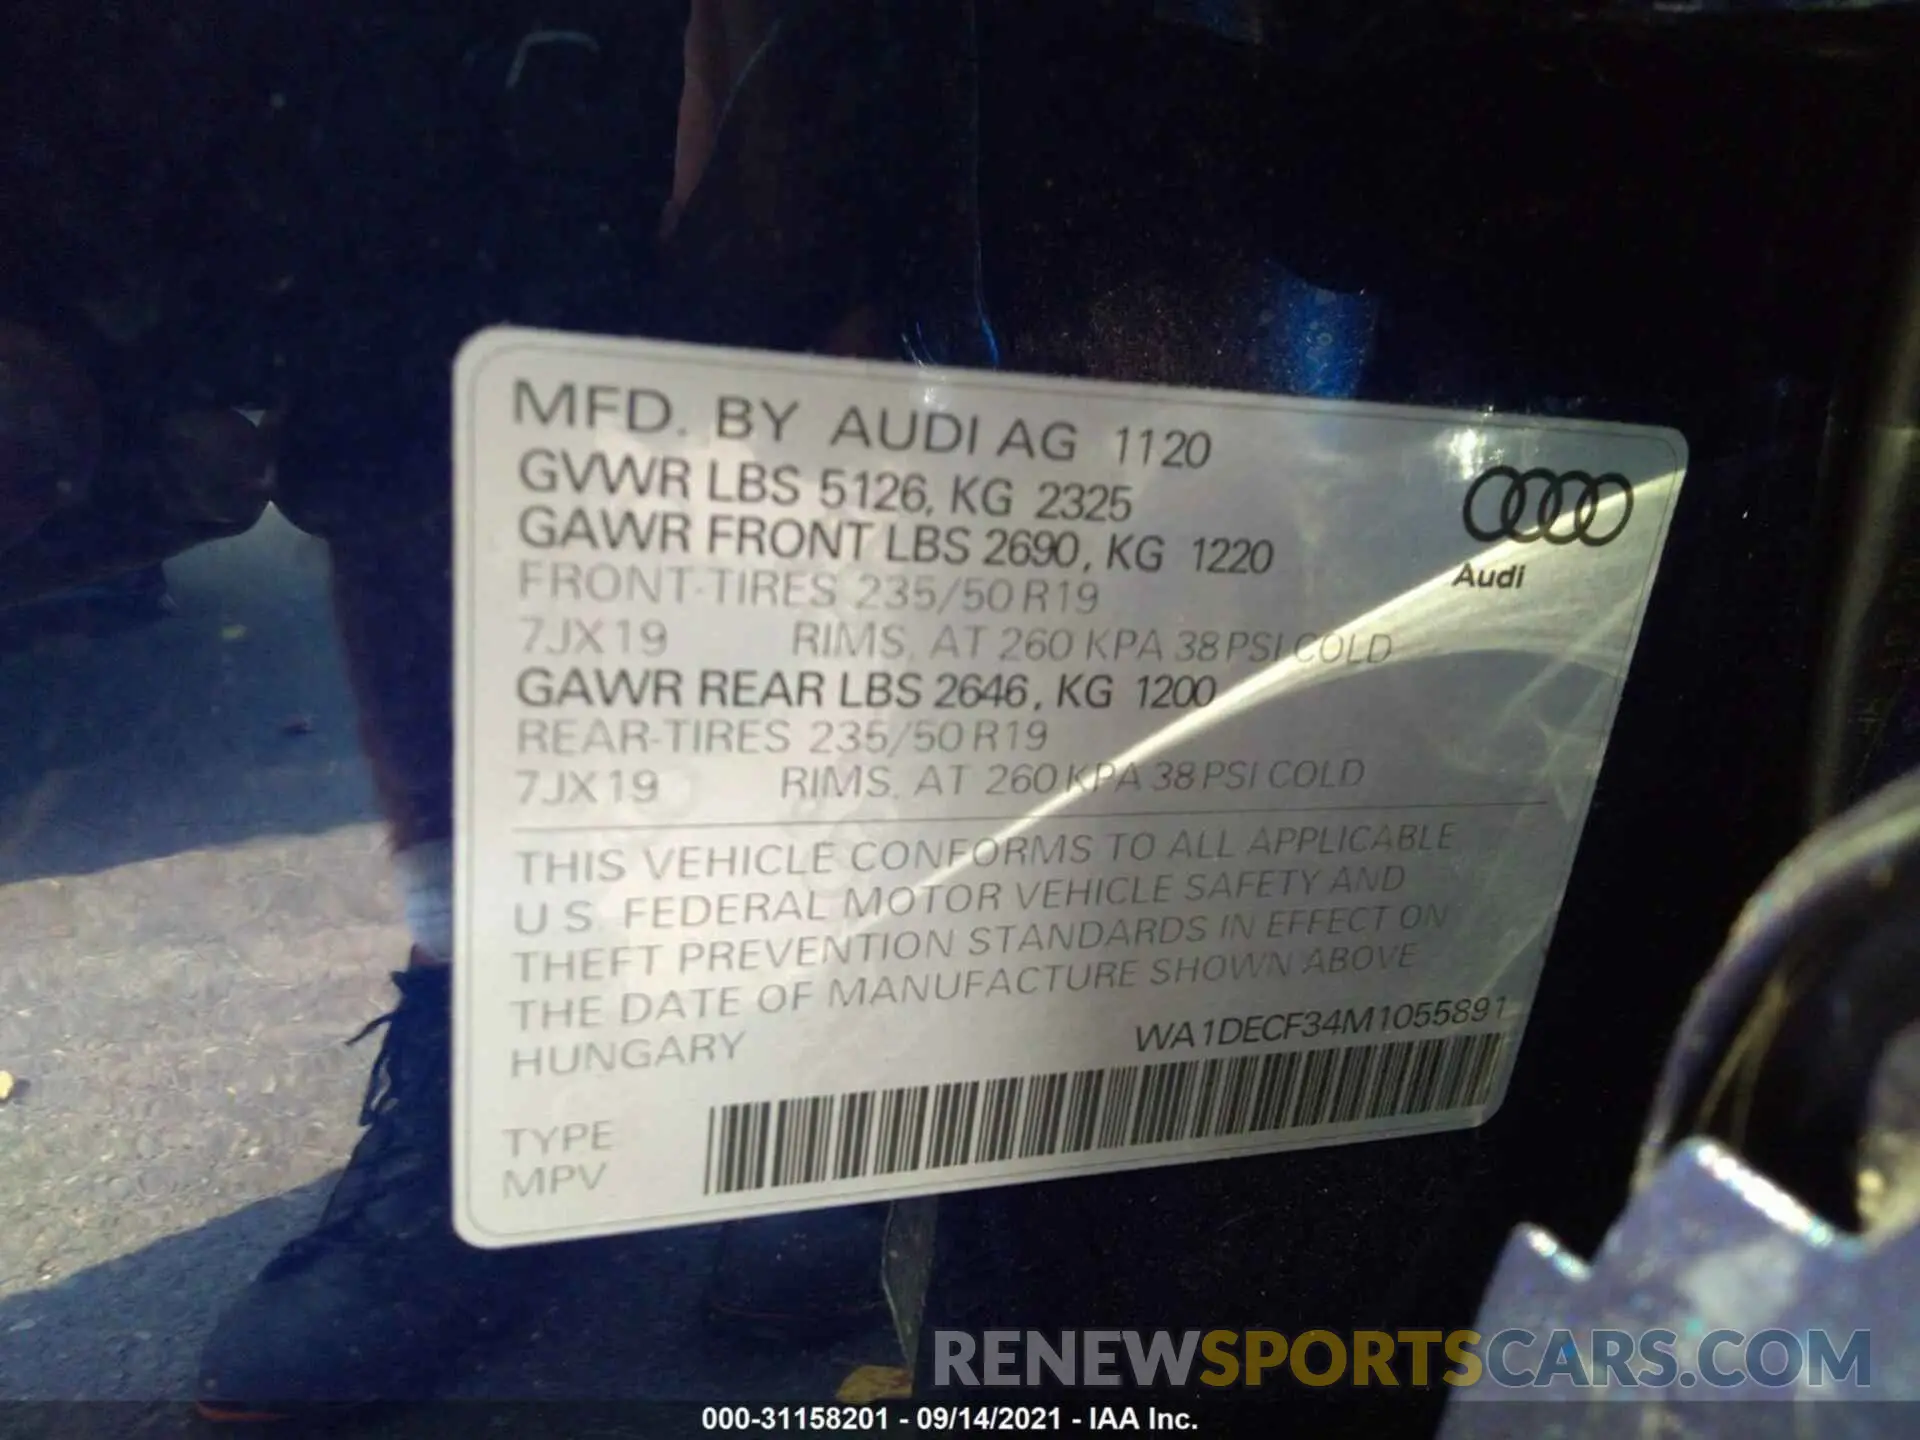 MFD. BY AUDI AG 1120
GVWR LBS 5126, KG 2325
GAWR FRONT LBS 2690, KG 1220
FRONT-TIRES 235/50 R19
7JX19 RIMS, AT 260 KPA 38 PSI COLD
GAWR REAR LBS 2646, KG 1200
REAR-TIRES 235/50 R19
7JX19 RIMS, AT 260 KPA 38 PSI COLD
Audi
THIS VEHICLE CONFORMS TO ALL APPLICABLE
U S. FEDERAL MOTOR VEHICLE SAFETY AND
THEFT PREVENTION STANDARDS IN EFFECT ON
THE DATE OF MANUFACTURE SHOWN ABOVE
HUNGARY WA1DECF34M1055891
TYPE
MPV
RENEWSPORTSCARS.COM
000-31158201 - 09/14/2021 - IAA Inc.